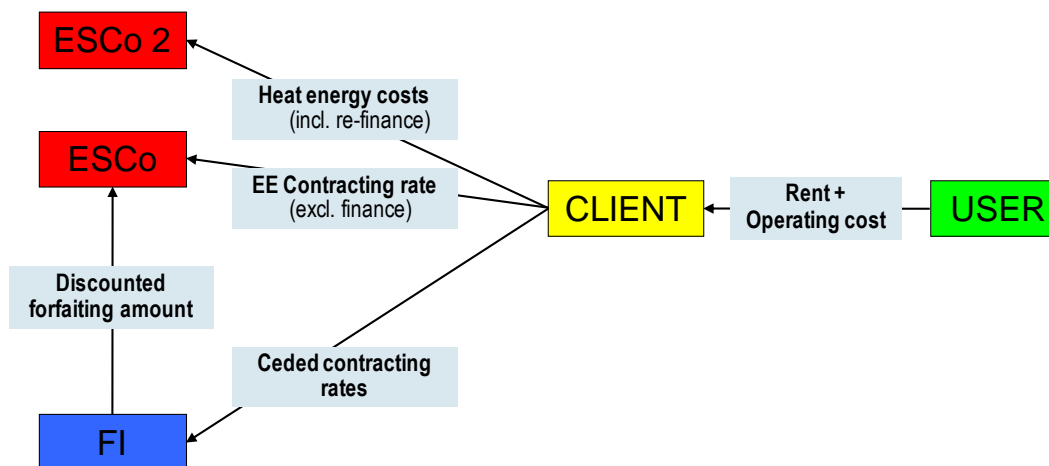 ESCo 2
Heat energy costs
(incl. re-finance)
ESCo
EE Contracting rate
(excl. finance)
CLIENT
Rent +
Operating cost
USER
Discounted
forfaiting amount
Ceded contracting
rates
FI